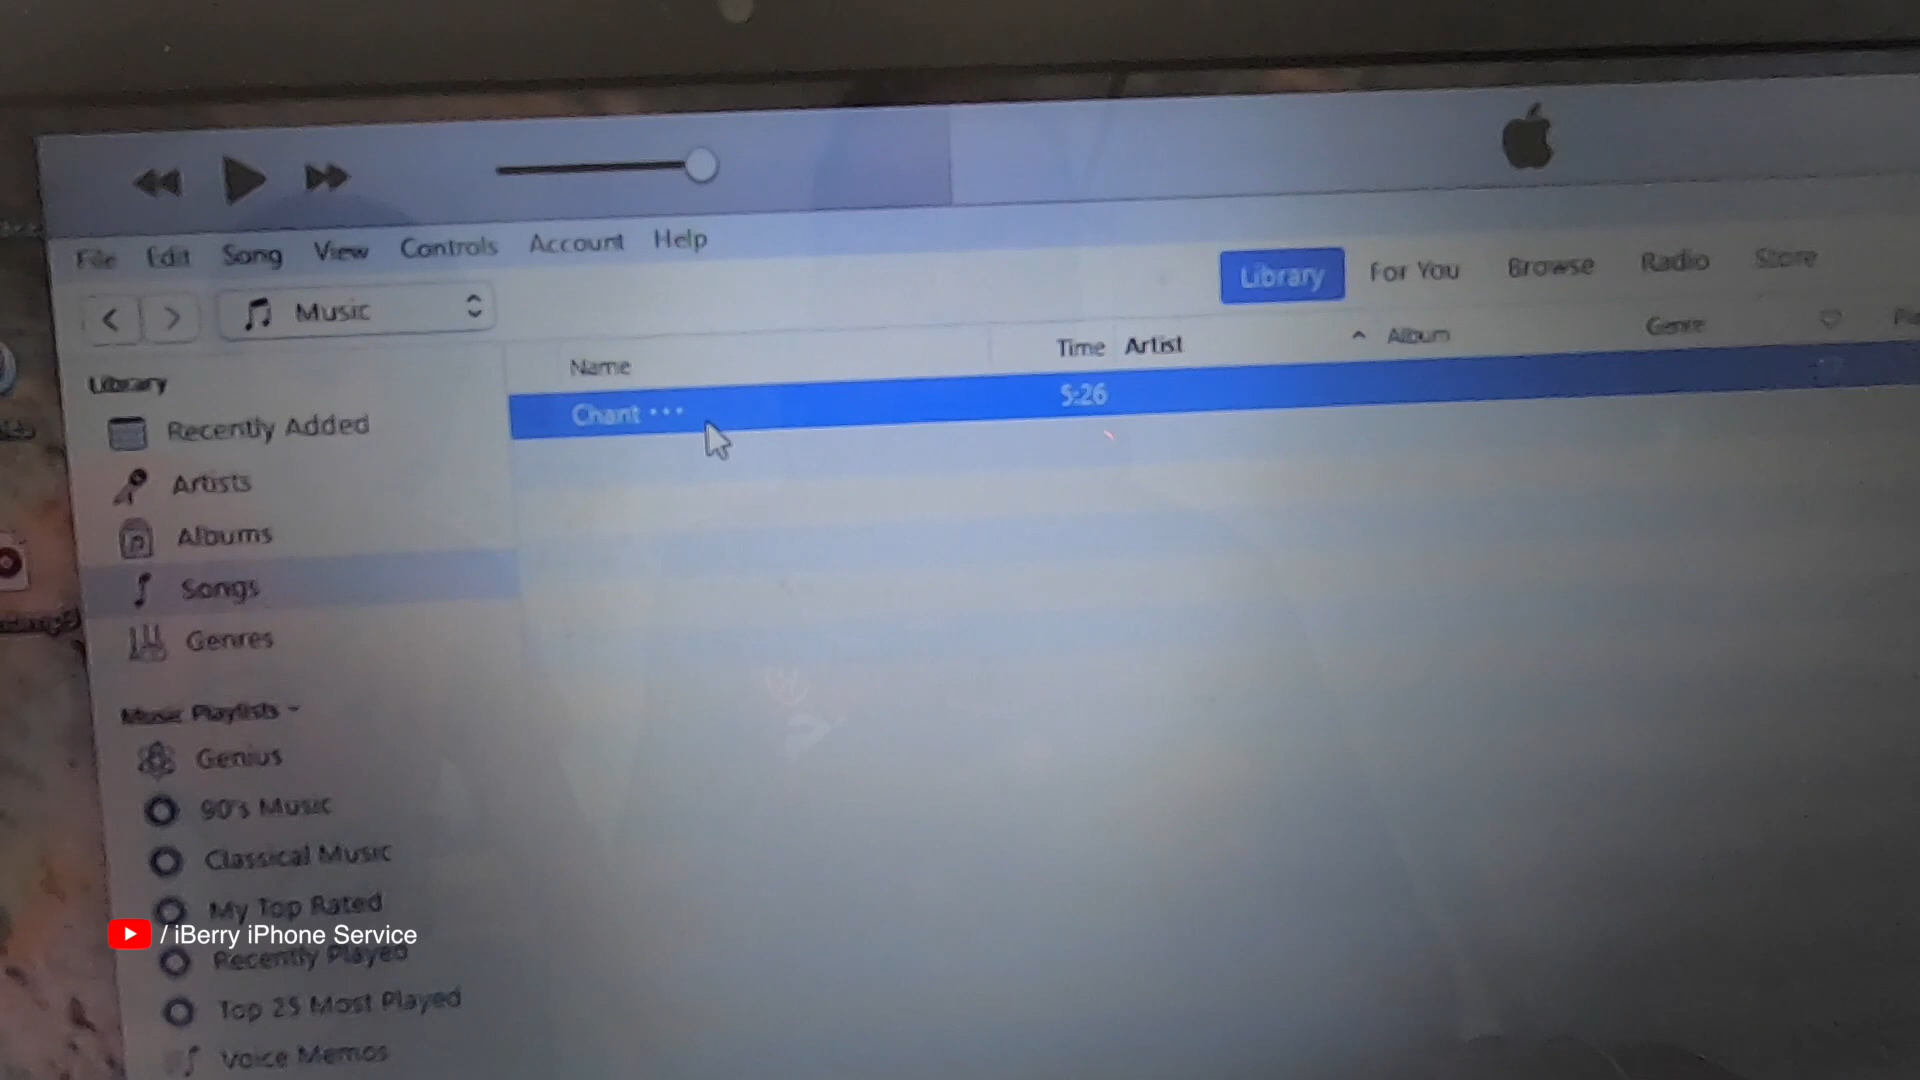 File Edit Song View Controls Account Help
Music
Library For You Browse Radio Store
Name Time Artist Album Genre
Chant ••• 5:26
Library
Recently Added
Artists
Albums
Songs
Genres
Music Playlists
Genius
90's Music
Classical Music
My Top Rated
/ iBerry iPhone Service
Recently Played
Top 25 Most Played
Voice Memos